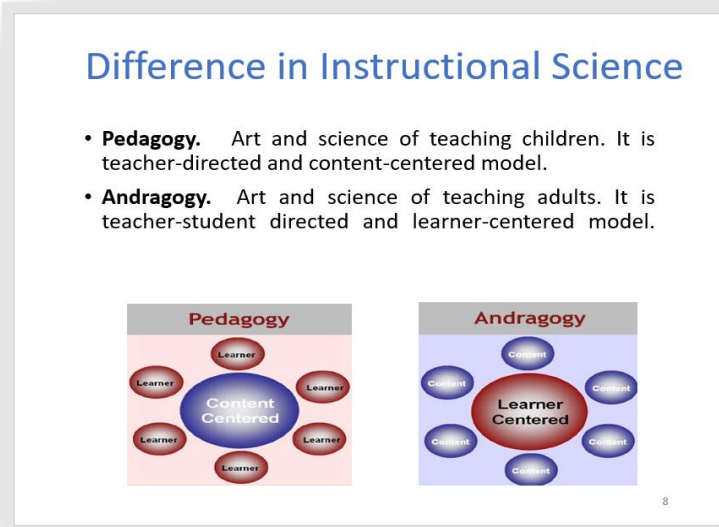 Difference in Instructional Science
• Pedagogy. Art and science of teaching children. It is
teacher-directed and content-centered model.
• Andragogy. Art and science of teaching adults. It is
teacher-student directed and learner-centered model.
Pedagogy
Learner
Learner
Learner
Content
Centered
Learner
Learner
Learner
Andragogy
Content
Content
Content
Learner
Centered
Content
Content
Content
8